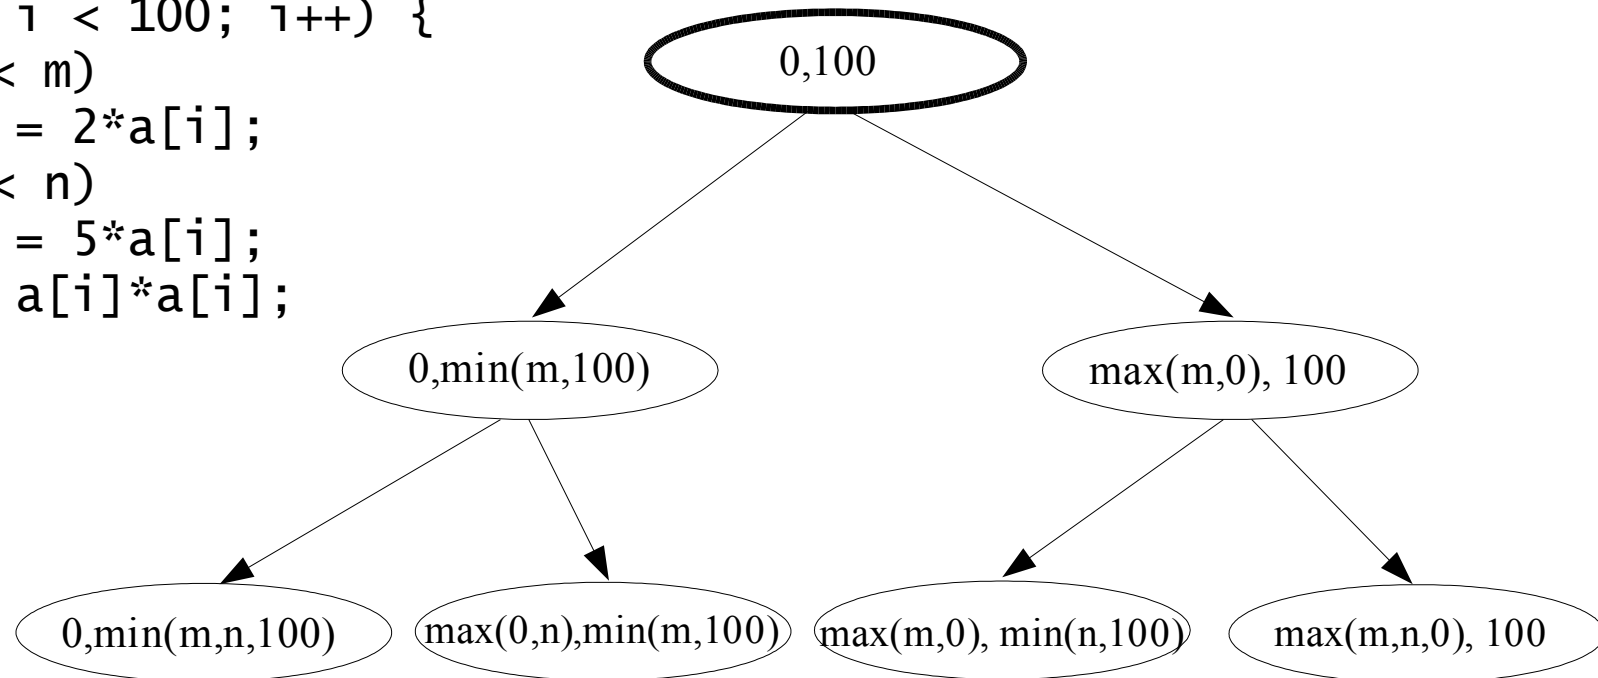 i < 100; i++) {
< m)
= 2*a[i];
< n)
= 5*a[i];
a[i]*a[i];
0,100
0,min(m,100)
max(m,0), 100
0,min(m,n,100)
max(0,n),min(m,100)
max(m,0), min(n,100)
max(m,n,0), 100